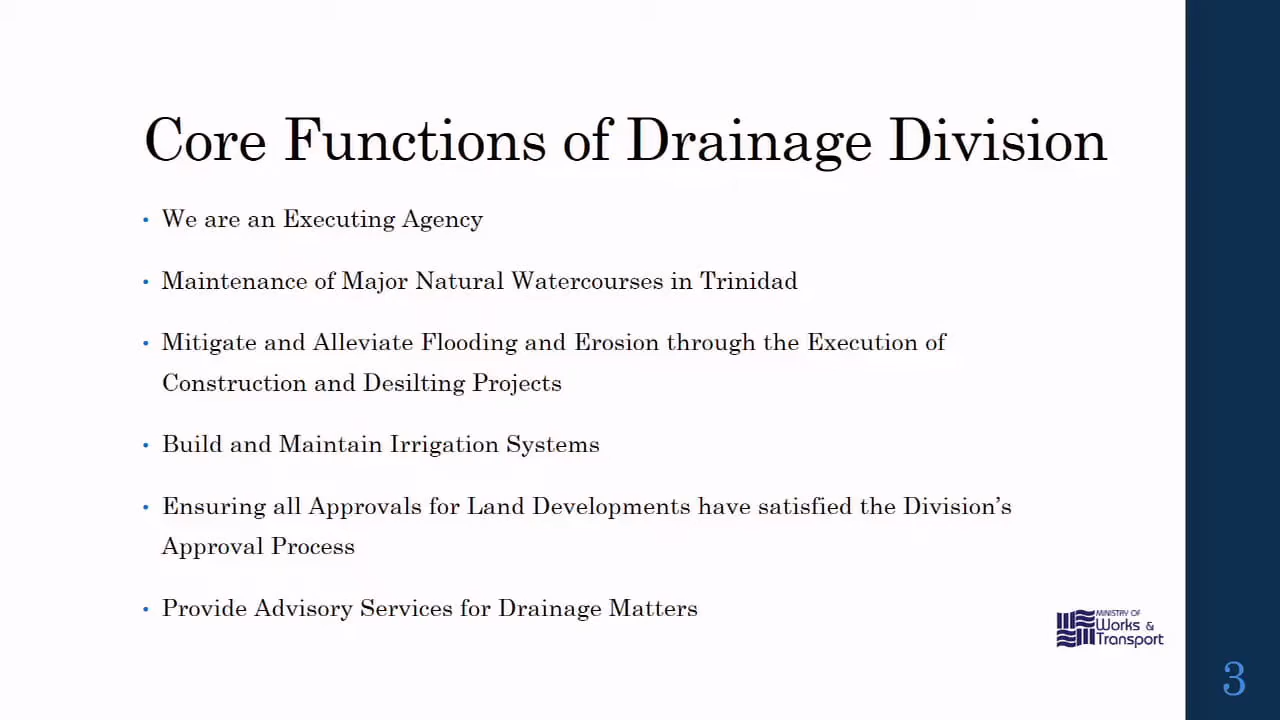 Core Functions of Drainage Division
• We are an Executing Agency
• Maintenance of Major Natural Watercourses in Trinidad
• Mitigate and Alleviate Flooding and Erosion through the Execution of
Construction and Desilting Projects
• Build and Maintain Irrigation Systems
• Ensuring all Approvals for Land Developments have satisfied the Division’s
Approval Process
• Provide Advisory Services for Drainage Matters
MINISTRY OF
Works &
Transport
3